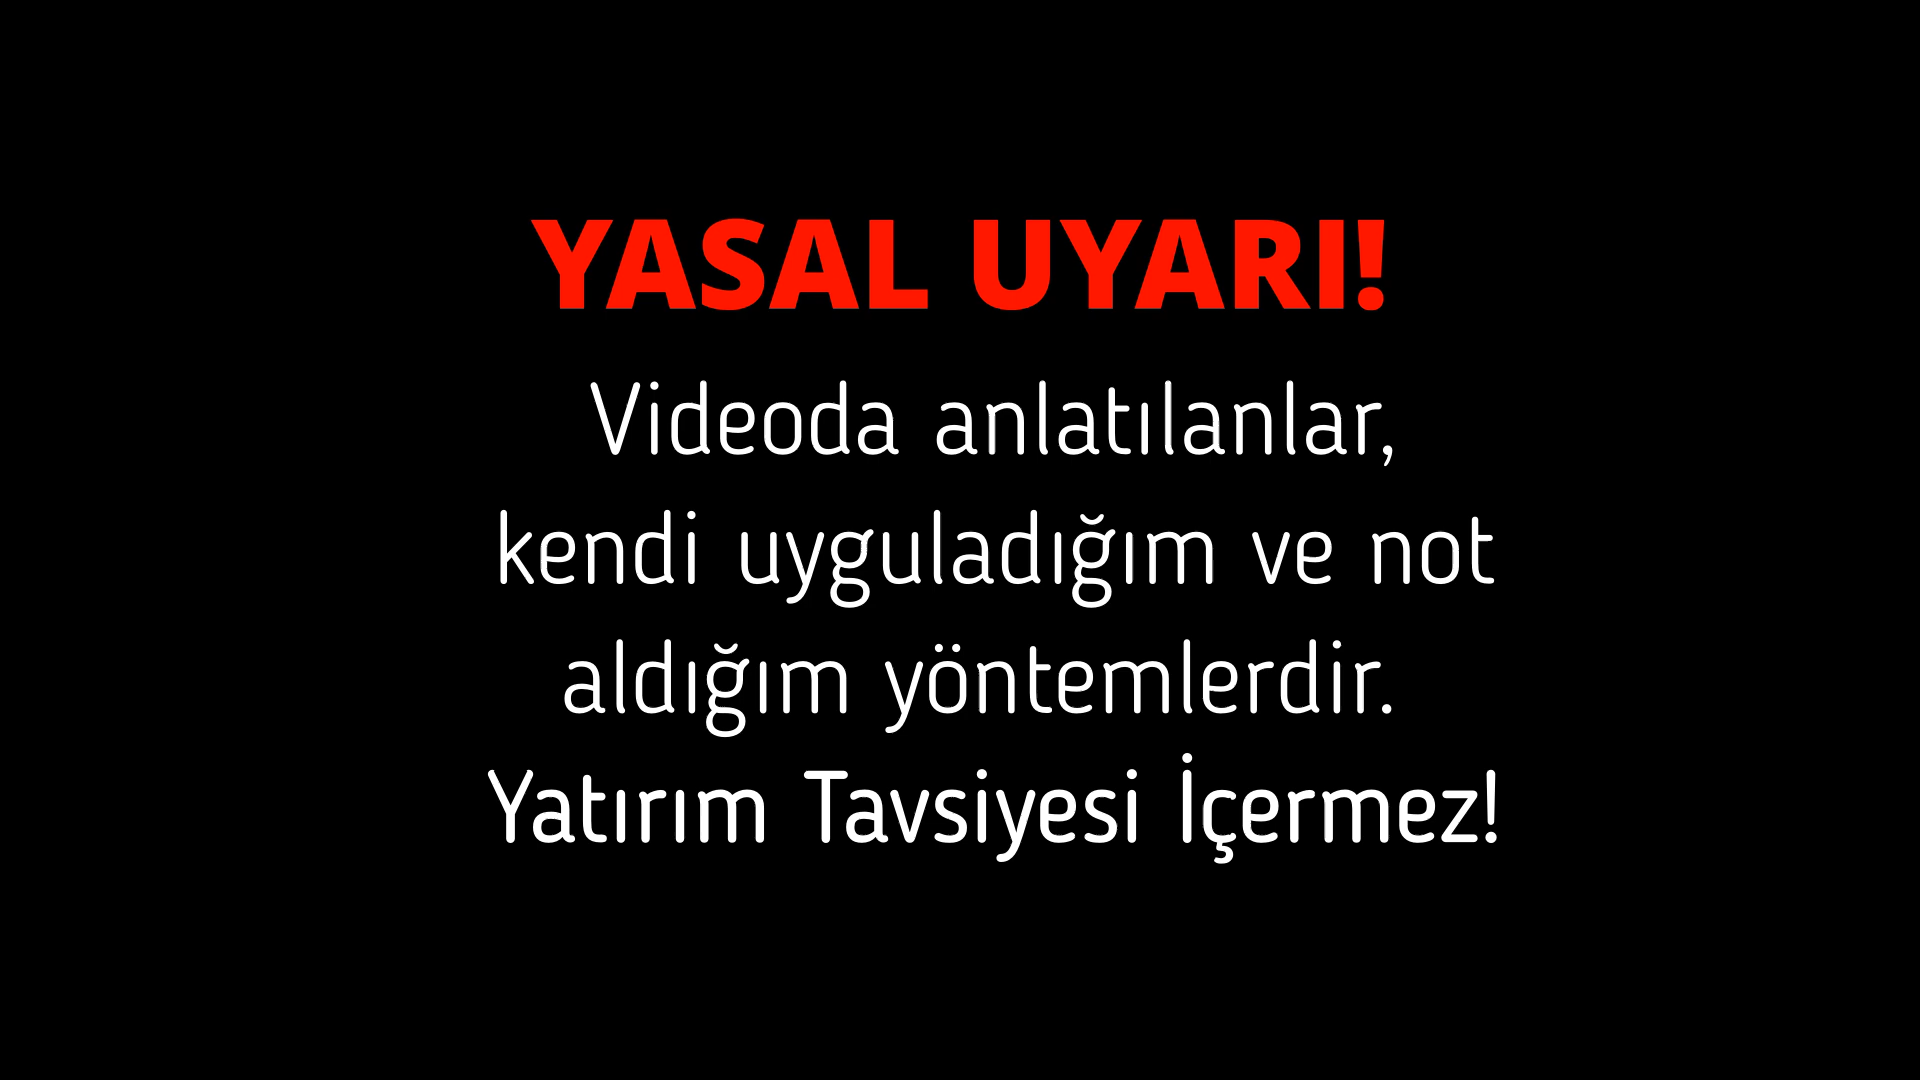 YASAL UYARI!
Videoda anlatılanlar,
kendi uyguladığım ve not
aldığım yöntemlerdir.
Yatırım Tavsiyesi İçermez!